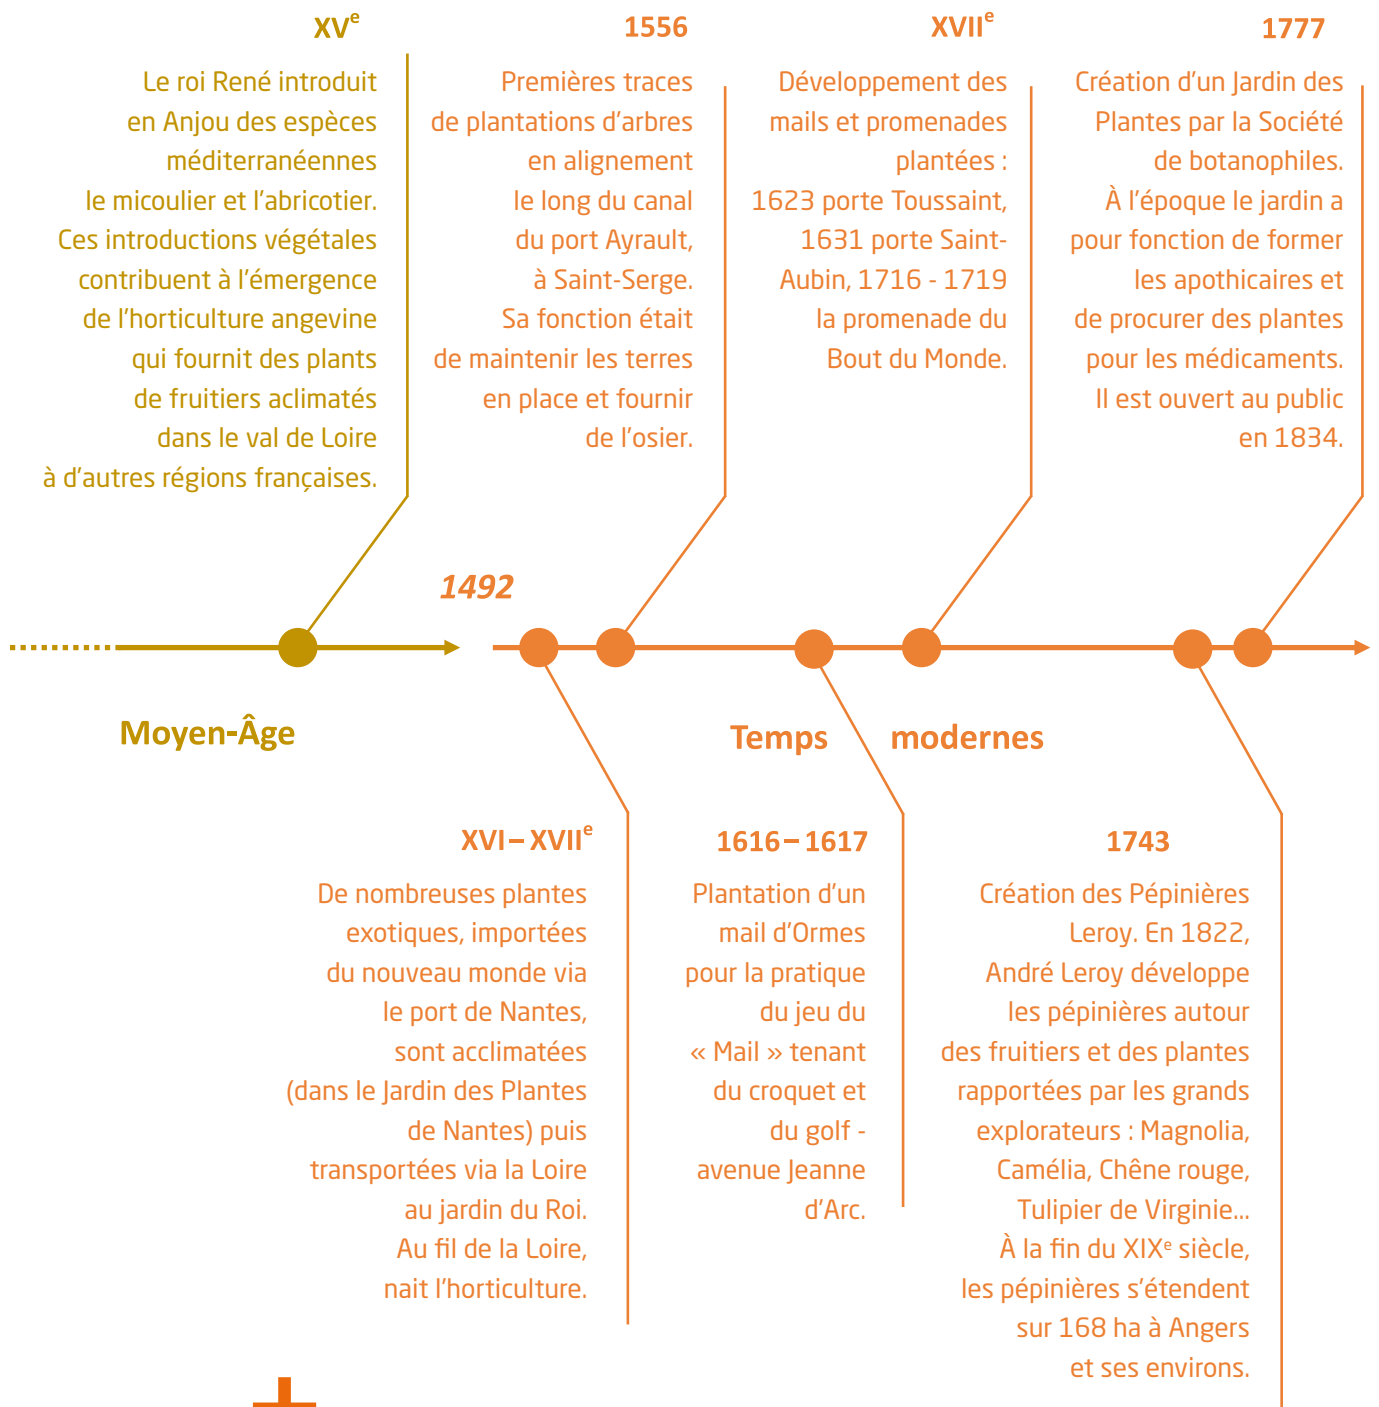 XVe
Le roi René introduit
en Anjou des espèces
méditerranéennes
le micoulier et l'abricotier.
Ces introductions végétales
contribuent à l'émergence
de l'horticulture angevine
qui fournit des plants
de fruitiers aclimatés
dans le val de Loire
à d'autres régions françaises.
1556
Premières traces
de plantations d'arbres
en alignement
le long du canal
du port Ayrault,
à Saint-Serge.
Sa fonction était
de maintenir les terres
en place et fournir
de l'osier.
XVIIe
Développement des
mails et promenades
plantées :
1623 porte Toussaint,
1631 porte Saint-
Aubin, 1716 - 1719
la promenade du
Bout du Monde.
1777
Création d'un Jardin des
Plantes par la Société
de botanophiles.
À l'époque le jardin a
pour fonction de former
les apothicaires et
de procurer des plantes
pour les médicaments.
Il est ouvert au public
en 1834.
1492
Moyen-Âge
Temps modernes
XVI – XVIIe
De nombreuses plantes
exotiques, importées
du nouveau monde via
le port de Nantes,
sont acclimatées
(dans le Jardin des Plantes
de Nantes) puis
transportées via la Loire
au jardin du Roi.
Au fil de la Loire,
nait l'horticulture.
1616 – 1617
Plantation d'un
mail d'Ormes
pour la pratique
du jeu du
« Mail » tenant
du croquet et
du golf -
avenue Jeanne
d'Arc.
1743
Création des Pépinières
Leroy. En 1822,
André Leroy développe
les pépinières autour
des fruitiers et des plantes
rapportées par les grands
explorateurs : Magnolia,
Camélia, Chêne rouge,
Tulipier de Virginie...
À la fin du XIXe siècle,
les pépinières s'étendent
sur 168 ha à Angers
et ses environs.